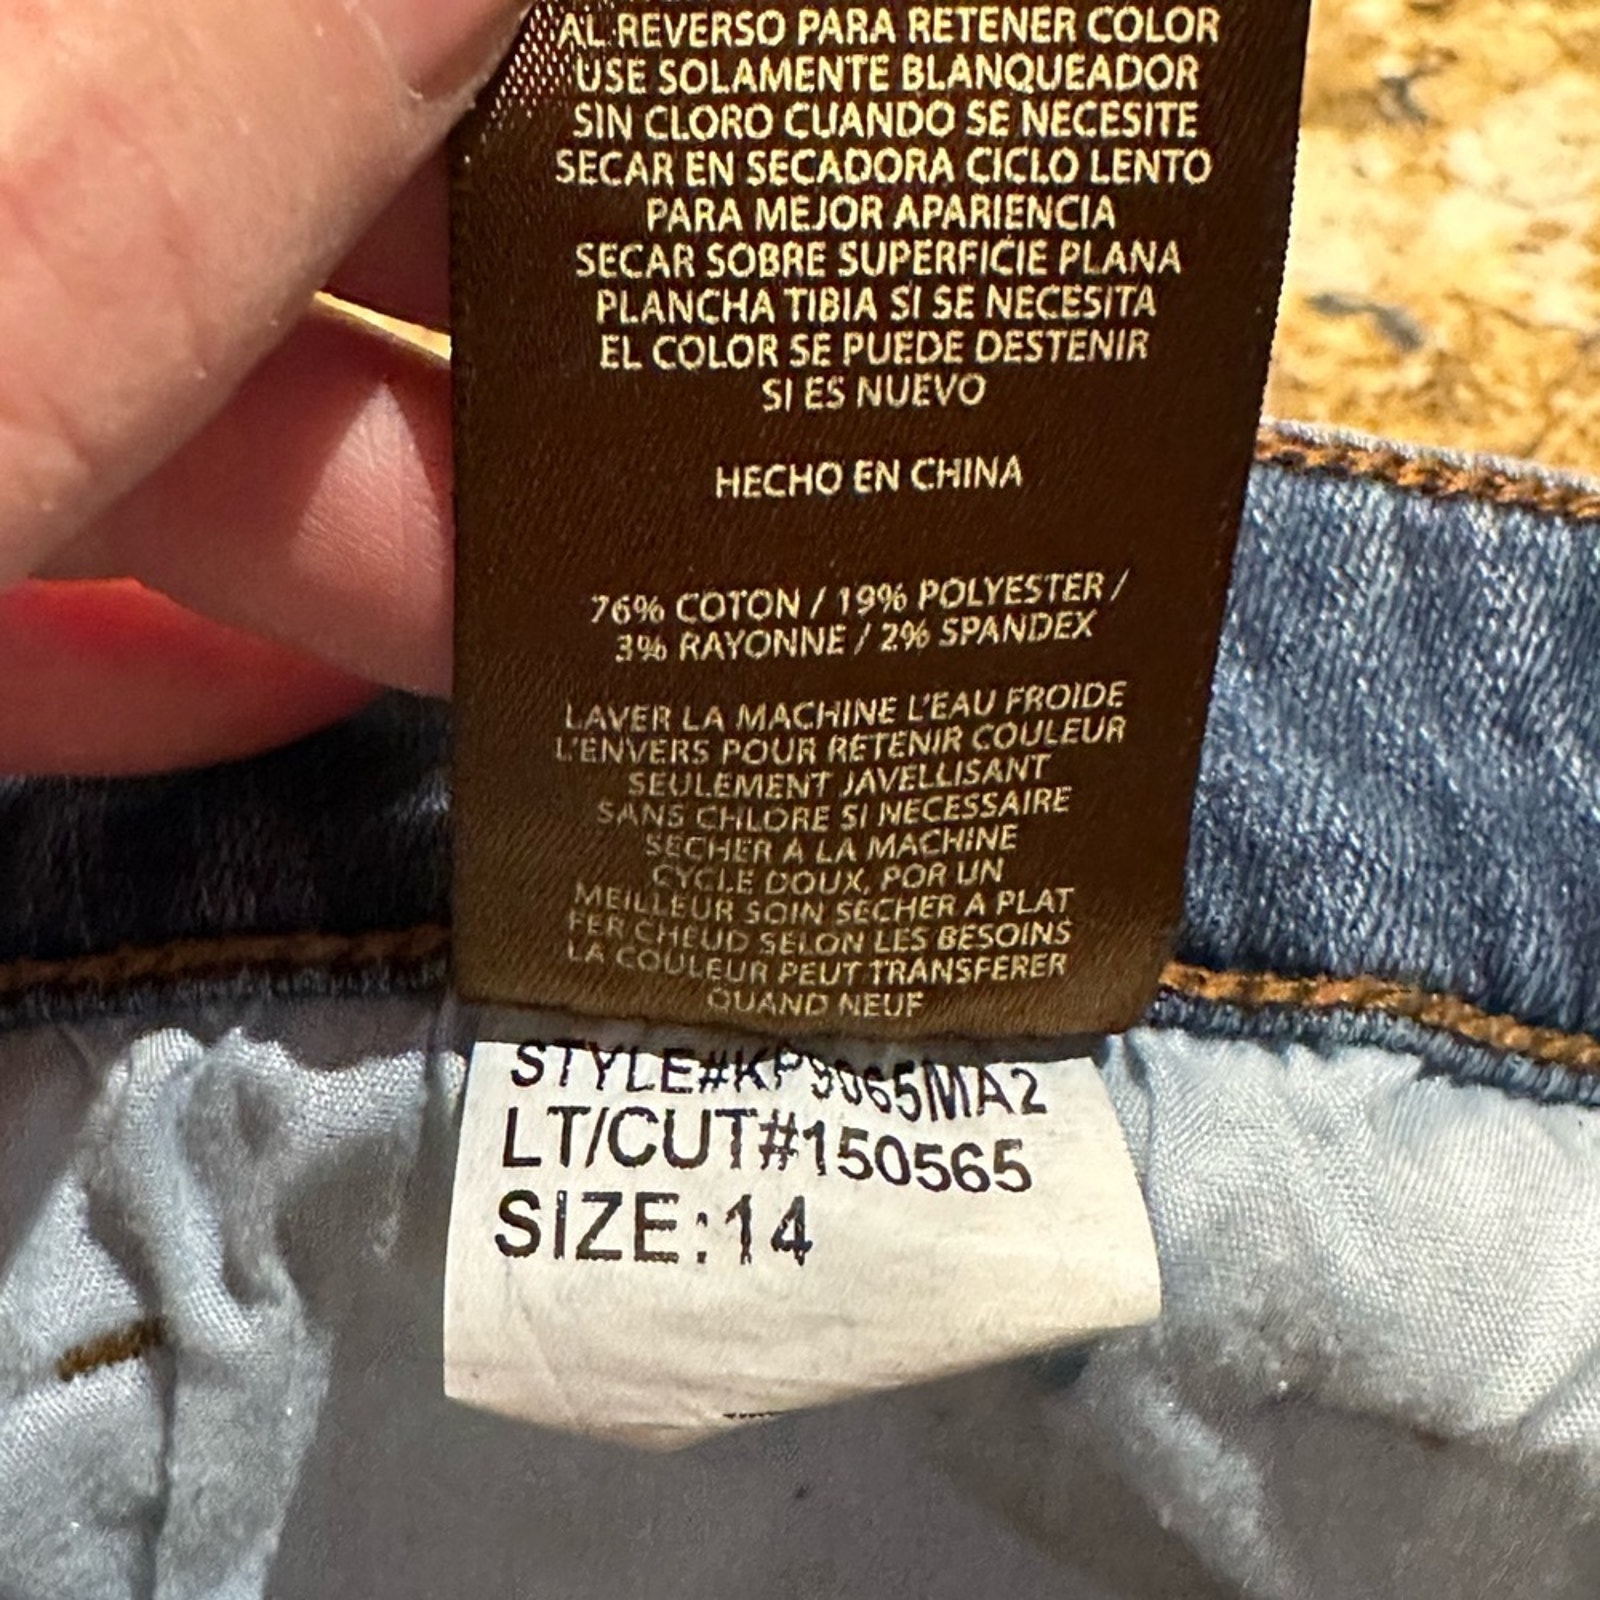 AL REVERSO PARA RETENER COLOR
USE SOLAMENTE BLANQUEADOR
SIN CLORO CUANDO SE NECESITE
SECAR EN SECADORA CICLO LENTO
PARA MEJOR APARIENCIA
SECAR SOBRE SUPERFICIE PLANA
PLANCHA TIBIA SI SE NECESITA
EL COLOR SE PUEDE DESTENIR
SI ES NUEVO
HECHO EN CHINA
76% COTON / 19% POLYESTER /
3% RAYONNE / 2% SPANDEX
LAVER LA MACHINE L'EAU FROIDE
L'ENVERS POUR RETENIR COULEUR
SEULEMENT JAVELLISANT
SANS CHLORE SI NECESSAIRE
SECHER A LA MACHINE
CYCLE DOUX, POR UN
MEILLEUR SOIN SECHER A PLAT
FER CHEUD SELON LES BESOINS
LA COULEUR PEUT TRANSFERER
QUAND NEUF
STYLE#KP9065MA2
LT/CUT#150565
SIZE:14